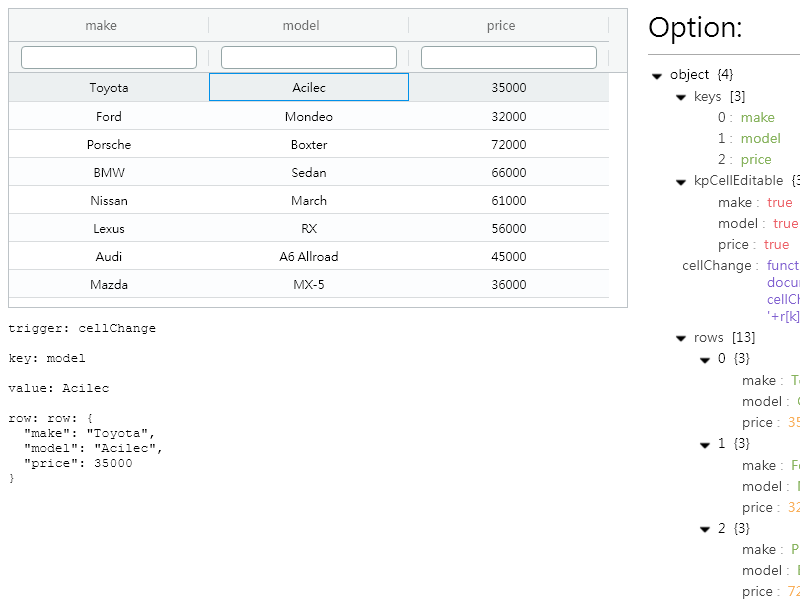 make model price
Toyota Acilec 35000
Ford Mondeo 32000
Porsche Boxter 72000
BMW Sedan 66000
Nissan March 61000
Lexus RX 56000
Audi A6 Allroad 45000
Mazda MX-5 36000
trigger: cellChange
key: model
value: Acilec
row: row: {
"make": "Toyota",
"model": "Acilec",
"price": 35000
}
Option:
object {4}
keys [3]
0 : make
1 : model
2 : price
kpCellEditable {3
make : true
model : true
price : true
cellChange : funct
docu
cellCh
'+r[k]
rows [13]
0 {3}
make : T
model :
price : 35
1 {3}
make : F
model :
price : 32
2 {3}
make : P
model :
price : 72